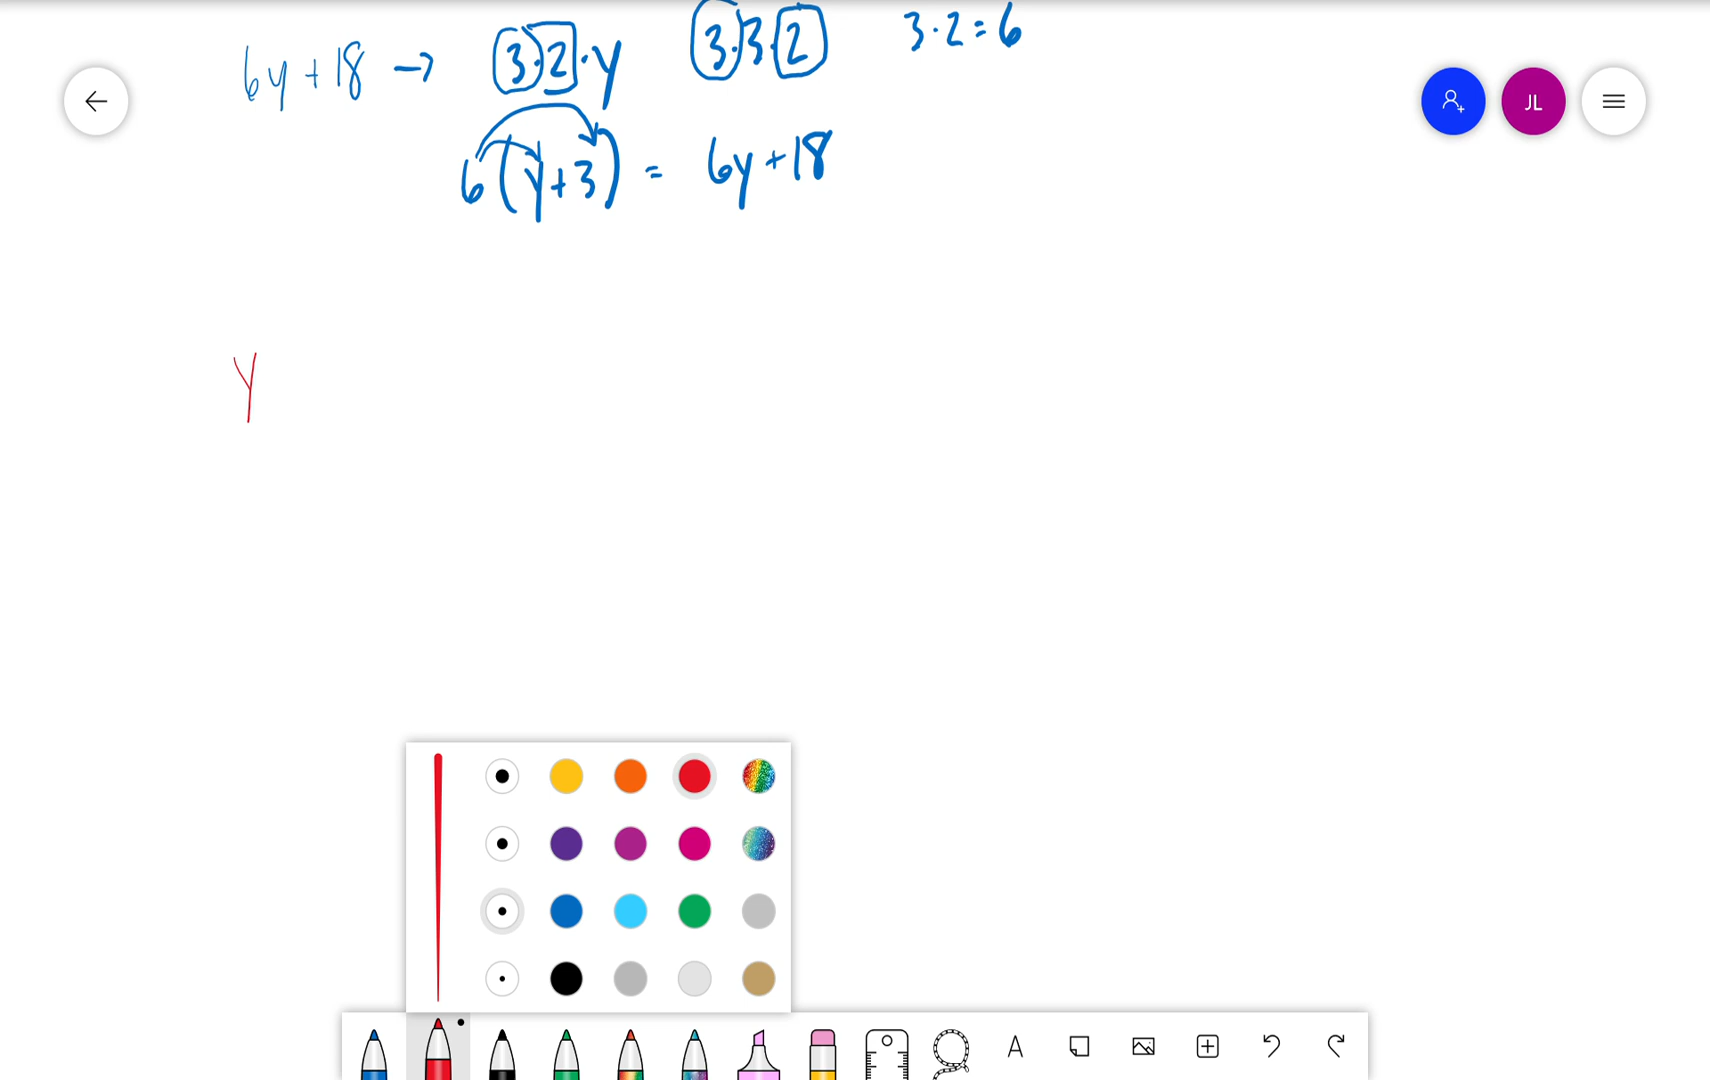 6y + 18 → 3·2·y 3·3·2 3·2=6
6(y+3) = 6y+18
y
JL
A